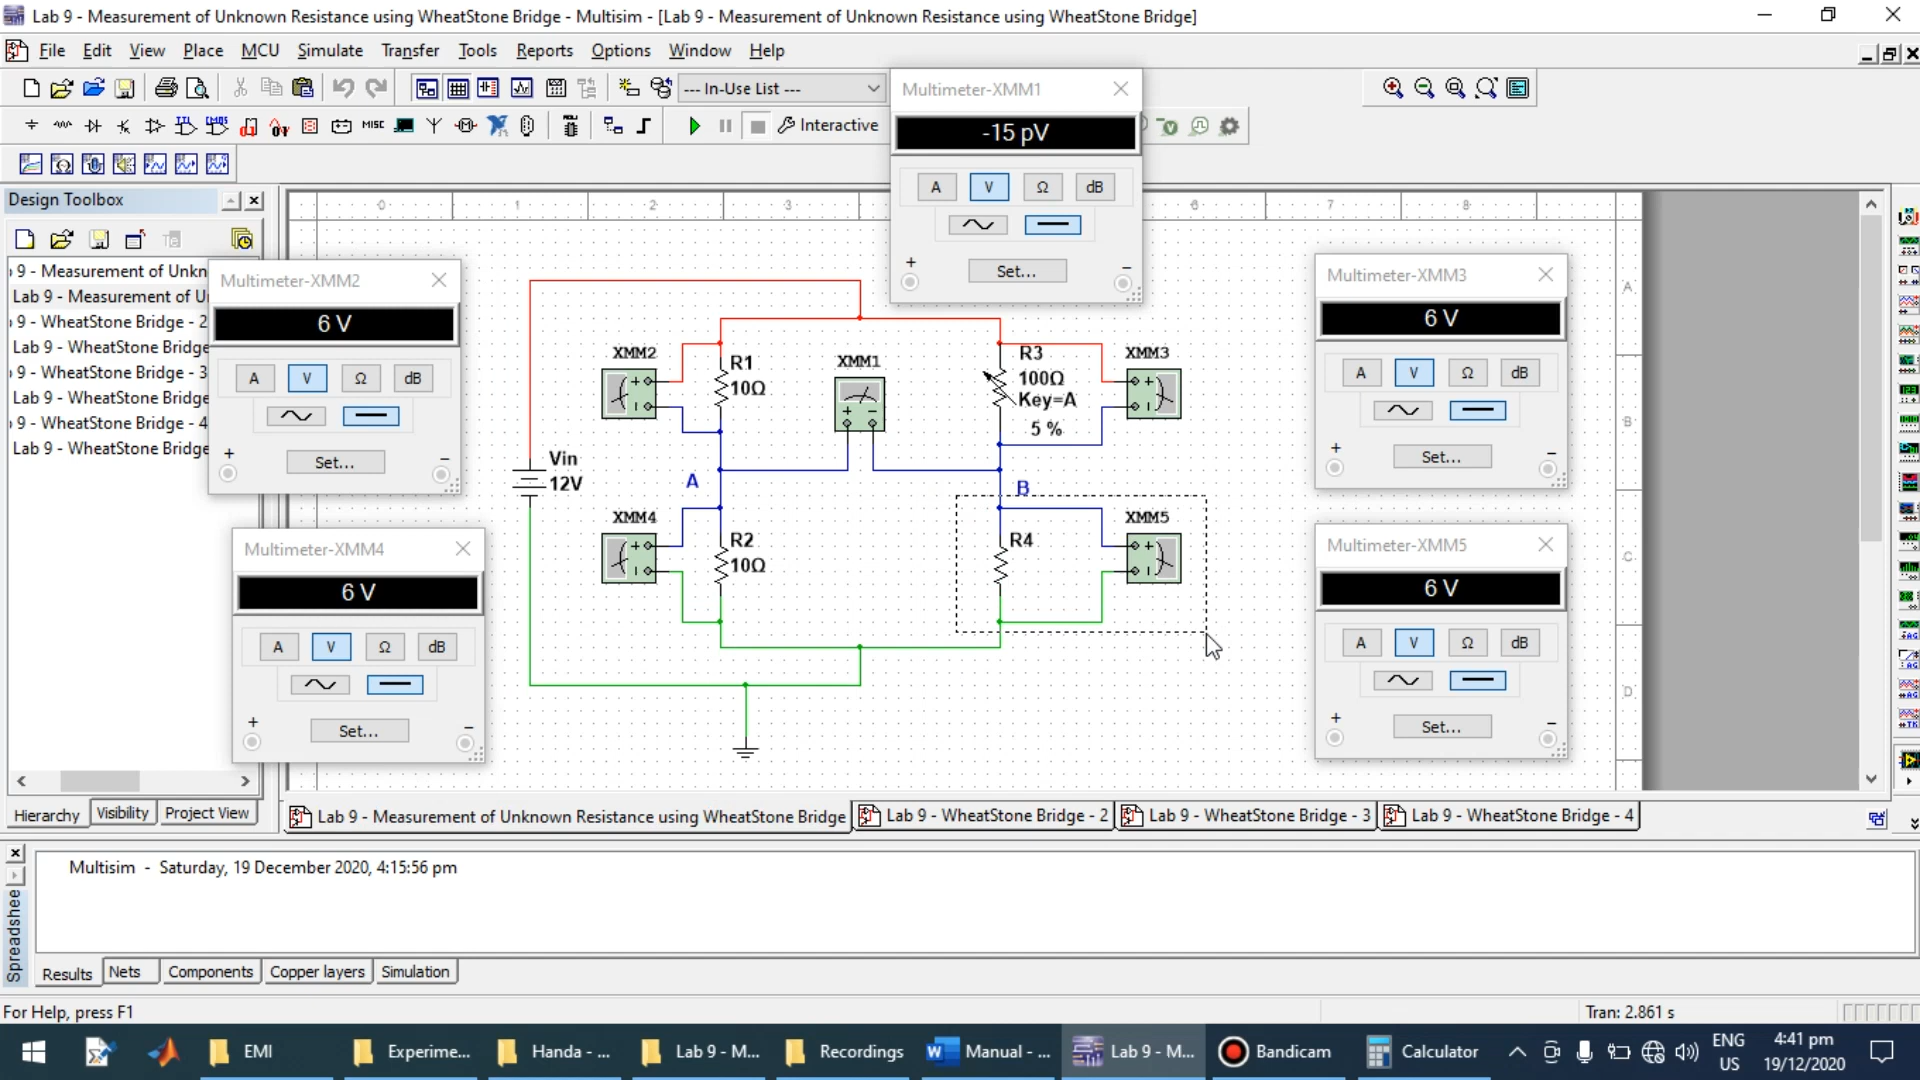 Lab 9 - Measurement of Unknown Resistance using WheatStone Bridge - Multisim - [Lab 9 - Measurement of Unknown Resistance using WheatStone Bridge]
File Edit View Place MCU Simulate Transfer Tools Reports Options Window Help
--- In-Use List ---
MISC
Interactive
Multimeter-XMM1
-15 pV
A V Ω dB
Set...
+ −
Design Toolbox
9 - Measurement of Unkn
Lab 9 - Measurement of U
9 - WheatStone Bridge - 2
Lab 9 - WheatStone Bridge
9 - WheatStone Bridge - 3
Lab 9 - WheatStone Bridge
9 - WheatStone Bridge - 4
Lab 9 - WheatStone Bridge
Hierarchy Visibility Project View
Multimeter-XMM2
6 V
A V Ω dB
Set...
+ −
Multimeter-XMM4
6 V
A V Ω dB
Set...
+ −
0 1 2 3 6 7 8
A
B
C
D
XMM2
R1
10Ω
XMM1
R3
100Ω
Key=A
5 %
XMM3
Vin
12V
A
B
XMM4
R2
10Ω
R4
XMM5
Multimeter-XMM3
6 V
A V Ω dB
Set...
+ −
Multimeter-XMM5
6 V
A V Ω dB
Set...
+ −
Lab 9 - Measurement of Unknown Resistance using WheatStone Bridge Lab 9 - WheatStone Bridge - 2 Lab 9 - WheatStone Bridge - 3 Lab 9 - WheatStone Bridge - 4
Multisim - Saturday, 19 December 2020, 4:15:56 pm
Spreadshee
Results Nets Components Copper layers Simulation
For Help, press F1
Tran: 2.861 s
EMI Experime... Handa - ... Lab 9 - M... Recordings Manual - ... Lab 9 - M... Bandicam Calculator
ENG
US
4:41 pm
19/12/2020